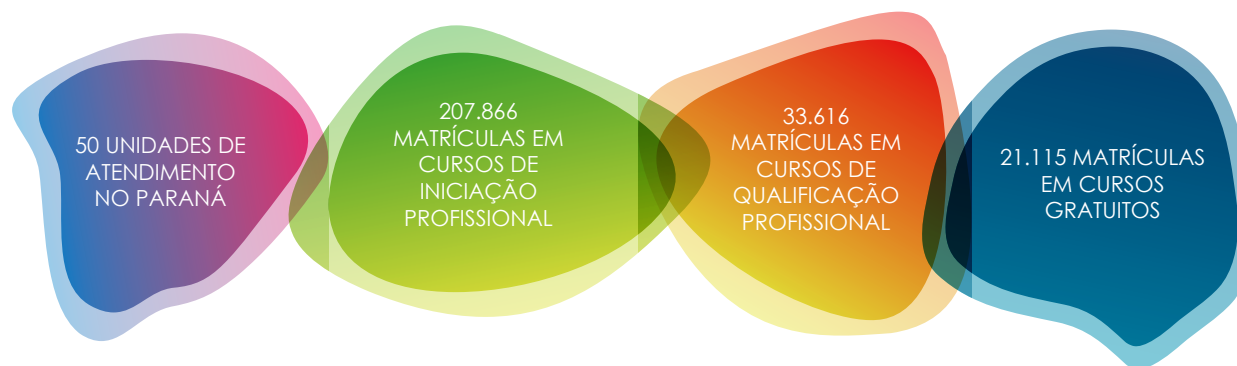 50 UNIDADES DE
ATENDIMENTO
NO PARANÁ
207.866
MATRÍCULAS EM
CURSOS DE
INICIAÇÃO
PROFISSIONAL
33.616
MATRÍCULAS EM
CURSOS DE
QUALIFICAÇÃO
PROFISSIONAL
21.115 MATRÍCULAS
EM CURSOS
GRATUITOS